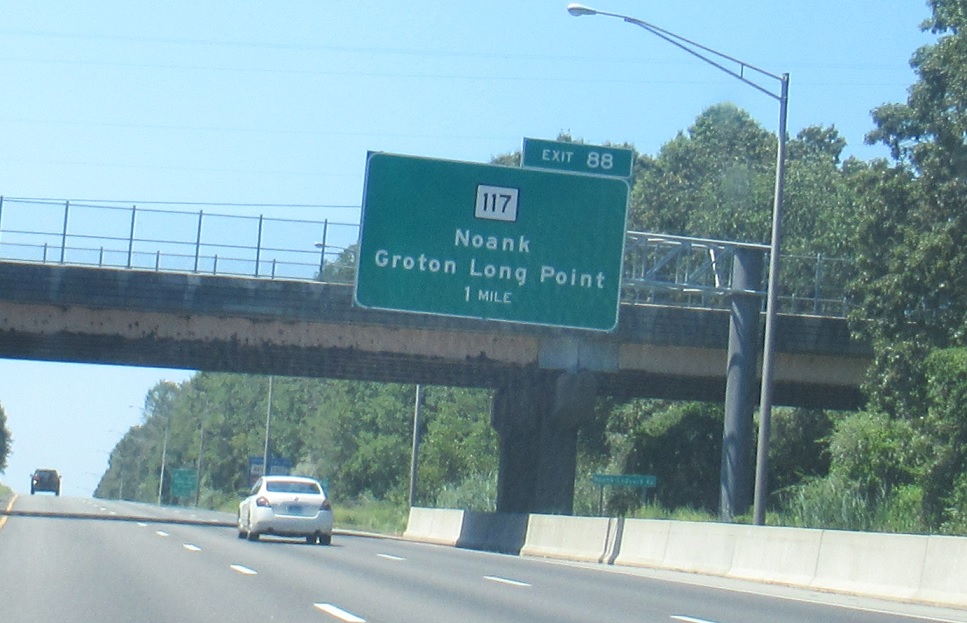 EXIT 88
117
Noank
Groton Long Point
1 MILE